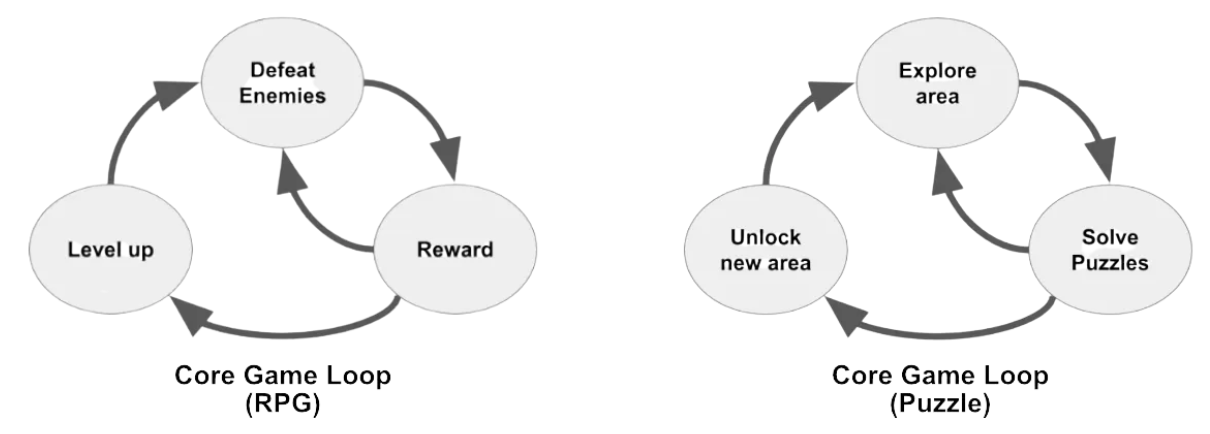 Defeat
Enemies
Level up
Reward
Core Game Loop
(RPG)
Explore
area
Unlock
new area
Solve
Puzzles
Core Game Loop
(Puzzle)